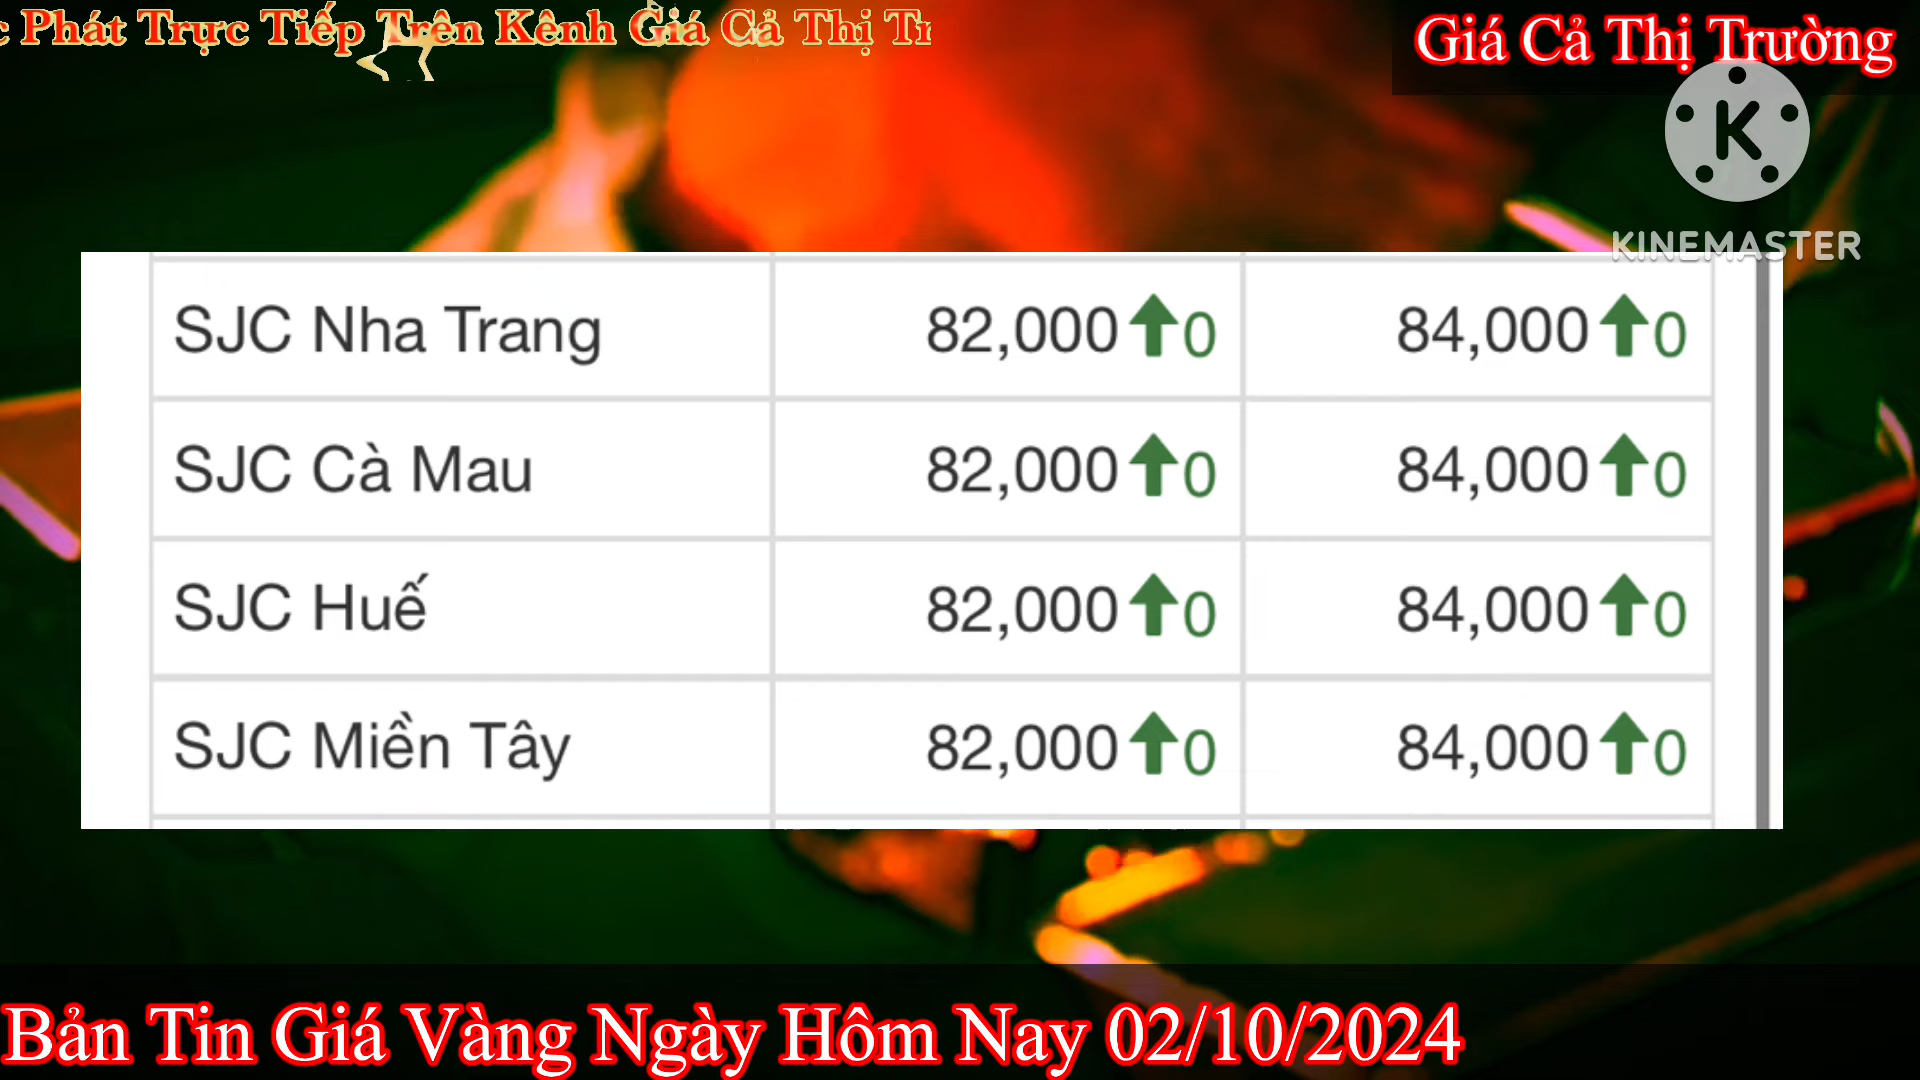 Phát Trực Tiếp Trên Kênh Giá Cả Thị
Giá Cả Thị Trường
K
KINEMASTER
SJC Nha Trang 82,000 0 84,000 0
SJC Cà Mau 82,000 0 84,000 0
SJC Huế 82,000 0 84,000 0
SJC Miền Tây 82,000 0 84,000 0
Bản Tin Giá Vàng Ngày Hôm Nay 02/10/2024